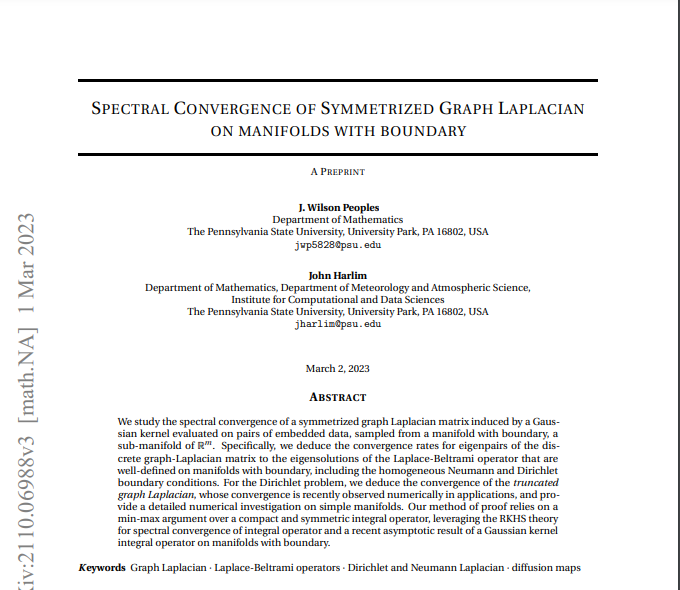 SPECTRAL CONVERGENCE OF SYMMETRIZED GRAPH LAPLACIAN
ON MANIFOLDS WITH BOUNDARY
A PREPRINT
J. Wilson Peoples
Department of Mathematics
The Pennsylvania State University, University Park, PA 16802, USA
jwp5828@psu.edu
John Harlim
Department of Mathematics, Department of Meteorology and Atmospheric Science,
Institute for Computational and Data Sciences
The Pennsylvania State University, University Park, PA 16802, USA
jharlim@psu.edu
March 2, 2023
ABSTRACT
We study the spectral convergence of a symmetrized graph Laplacian matrix induced by a Gaus-
sian kernel evaluated on pairs of embedded data, sampled from a manifold with boundary, a
sub-manifold of ℝᵐ. Specifically, we deduce the convergence rates for eigenpairs of the dis-
crete graph-Laplacian matrix to the eigensolutions of the Laplace-Beltrami operator that are
well-defined on manifolds with boundary, including the homogeneous Neumann and Dirichlet
boundary conditions. For the Dirichlet problem, we deduce the convergence of the truncated
graph Laplacian, whose convergence is recently observed numerically in applications, and pro-
vide a detailed numerical investigation on simple manifolds. Our method of proof relies on a
min-max argument over a compact and symmetric integral operator, leveraging the RKHS theory
for spectral convergence of integral operator and a recent asymptotic result of a Gaussian kernel
integral operator on manifolds with boundary.
Keywords Graph Laplacian · Laplace-Beltrami operators · Dirichlet and Neumann Laplacian · diffusion maps
iv:2110.06988v3 [math.NA] 1 Mar 2023